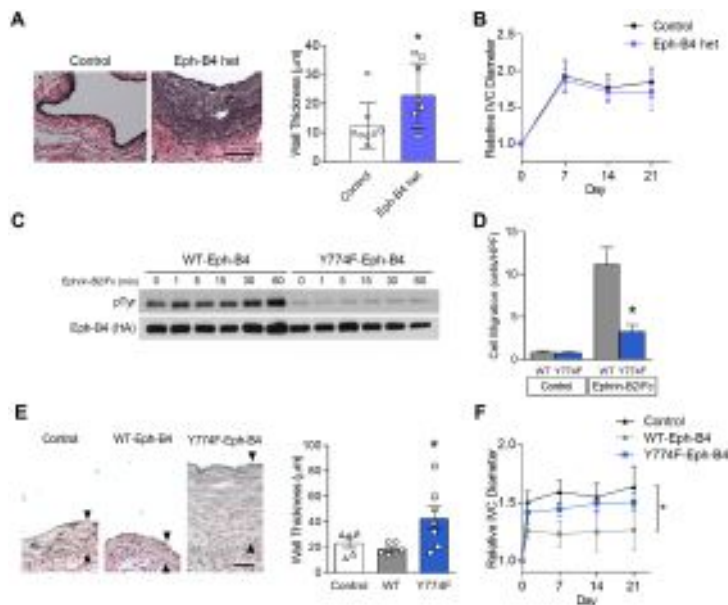 A
Control
Eph-B4 het
Wall Thickness (μm)
40
30
20
10
0
*
Control
Eph-B4 het
B
Control
Eph-B4 het
Relative IVC Diameter
2.0
1.5
1.0
0 7 14 21
Day
C
WT-Eph-B4
Y774F-Eph-B4
Ephrin-B2/Fc (min)
0 1 5 15 30 60 0 1 5 15 30 60
pTyr
Eph-B4 (HA)
D
Cell Migration (cells/HPF)
15
10
5
0
*
WT Y774F WT Y774F
Control
Ephrin-B2/Fc
E
Control
WT-Eph-B4
Y774F-Eph-B4
Wall Thickness (μm)
100
80
60
40
20
0
Control WT Y774F
F
Control
WT-Eph-B4
Y774F-Eph-B4
Relative IVC Diameter
2.0
1.5
1.0
*
0 7 14 21
Day